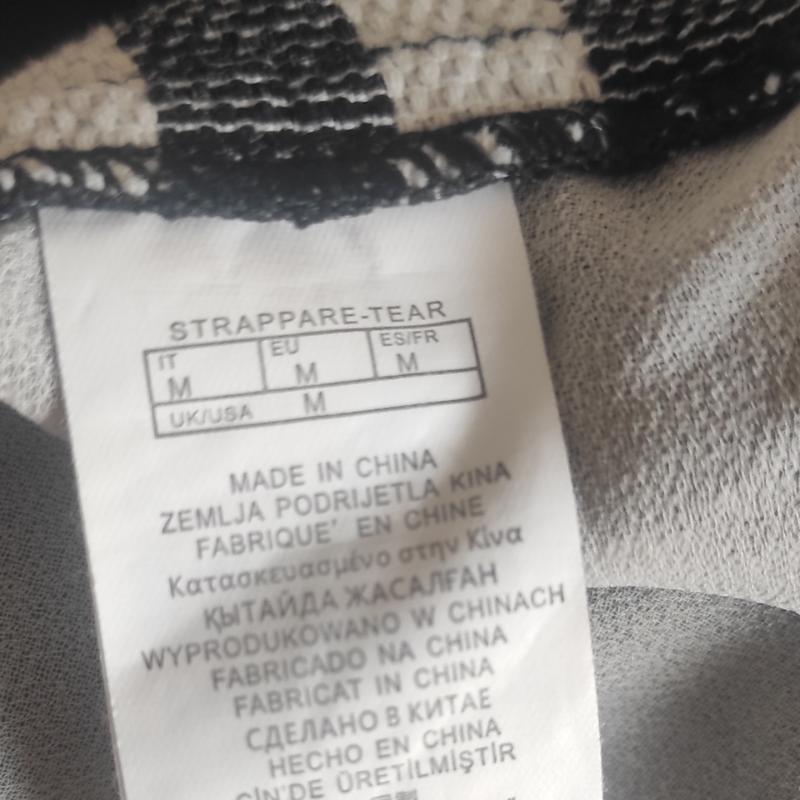 STRAPPARE-TEAR
IT EU ES/FR
M M M
UK/USA M
MADE IN CHINA
ZEMLJA PODRIJETLA KINA
FABRIQUE' EN CHINE
Κατασκευασμένο στην Κίνα
ҚЫТАЙДА ЖАСАЛҒАН
WYPRODUKOWANO W CHINACH
FABRICADO NA CHINA
FABRICAT IN CHINA
СДЕЛАНО В КИТАЕ
HECHO EN CHINA
ÇİN'DE ÜRETİLMİŞTİR